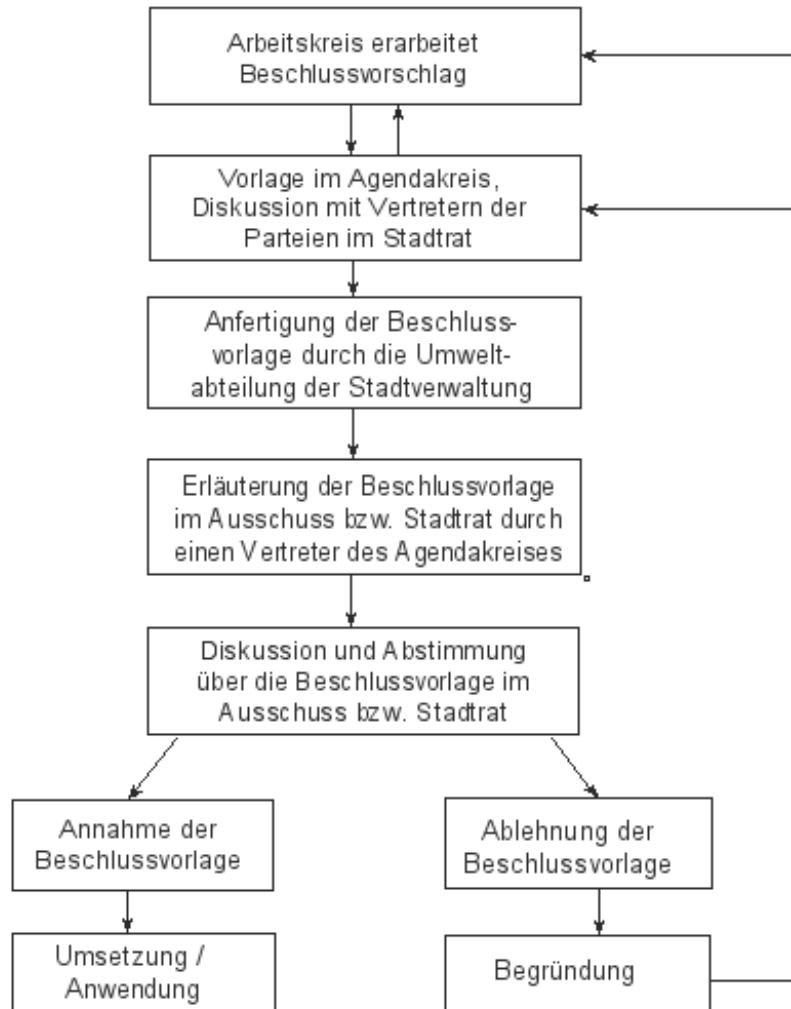 Arbeitskreis erarbeitet
Beschlussvorschlag
Vorlage im Agendakreis,
Diskussion mit Vertretern der
Parteien im Stadtrat
Anfertigung der Beschluss-
vorlage durch die Umwelt-
abteilung der Stadtverwaltung
Erläuterung der Beschlussvorlage
im Ausschuss bzw. Stadtrat durch
einen Vertreter des Agendakreises
Diskussion und Abstimmung
über die Beschlussvorlage im
Ausschuss bzw. Stadtrat
Annahme der
Beschlussvorlage
Ablehnung der
Beschlussvorlage
Umsetzung /
Anwendung
Begründung